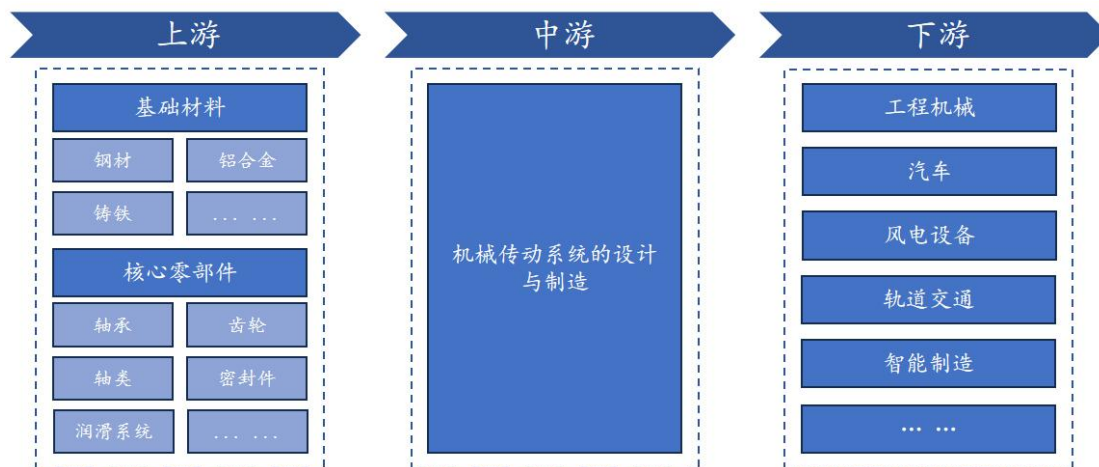 上游
中游
下游
基础材料
钢材
铝合金
铸铁
... ...
核心零部件
轴承
齿轮
轴类
密封件
润滑系统
... ...
机械传动系统的设计
与制造
工程机械
汽车
风电设备
轨道交通
智能制造
... ...